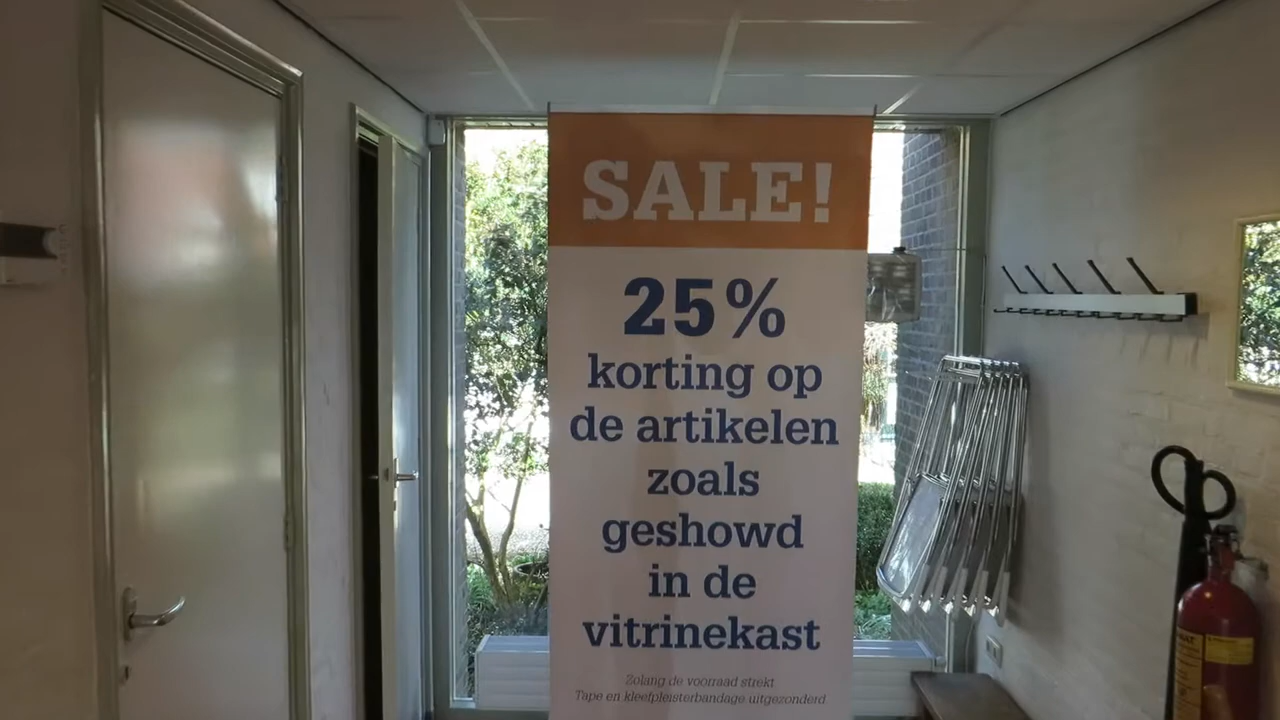 SALE!
25%
korting op
de artikelen
zoals
geshowd
in de
vitrinekast
Zolang de voorraad strekt
Tape en kleefpleisterbandage uitgezonderd